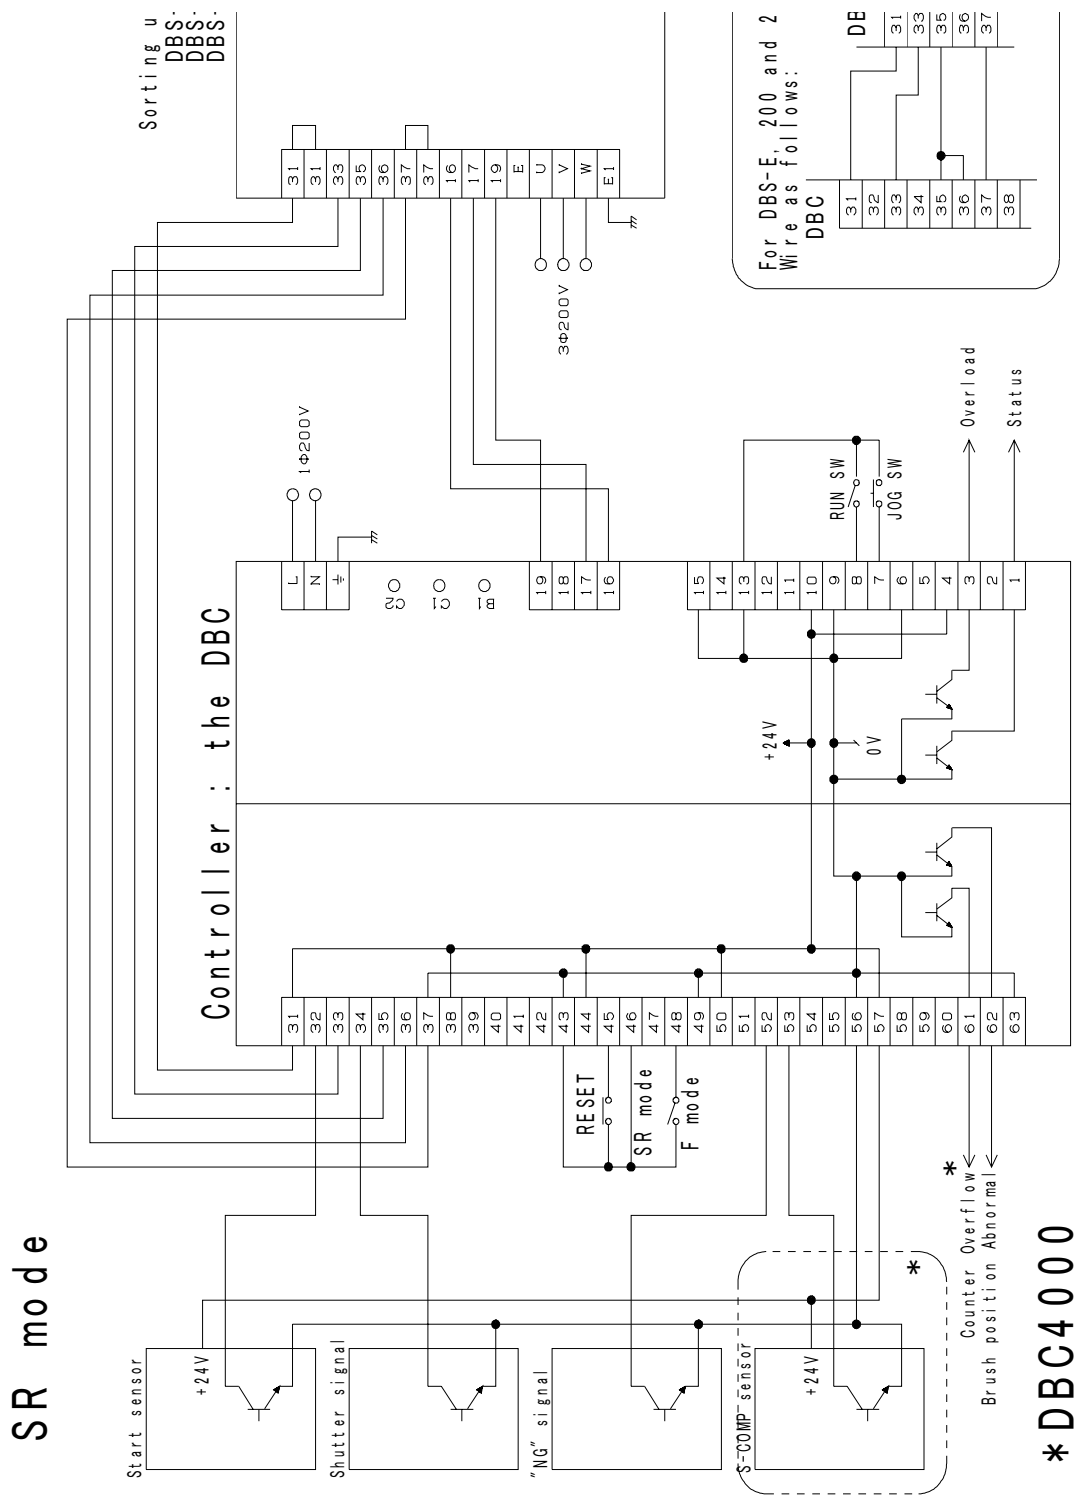 SR mode
*DBC4000
Start sensor
+24V
Shutter signal
"NG" signal
S-COMP sensor
+24V
*
Counter Overflow
*
Brush position Abnormal
RESET
SR mode
F mode
Controller : the DBC
31
32
33
34
35
36
37
38
39
40
41
42
43
44
45
46
47
48
49
50
51
52
53
54
55
56
57
58
59
60
61
62
63
+24V
0V
L
N
C2
C1
B1
19
18
17
16
15
14
13
12
11
10
9
8
7
6
5
4
3
2
1
1Φ200V
RUN SW
JOG SW
Overload
Status
3Φ200V
Sorting u
DBS-
DBS-
DBS-
31
31
33
35
36
37
37
16
17
19
E
U
V
W
E1
For DBS-E, 200 and 2
Wire as follows:
DBC
31
32
33
34
35
36
37
38
DB
31
33
35
36
37